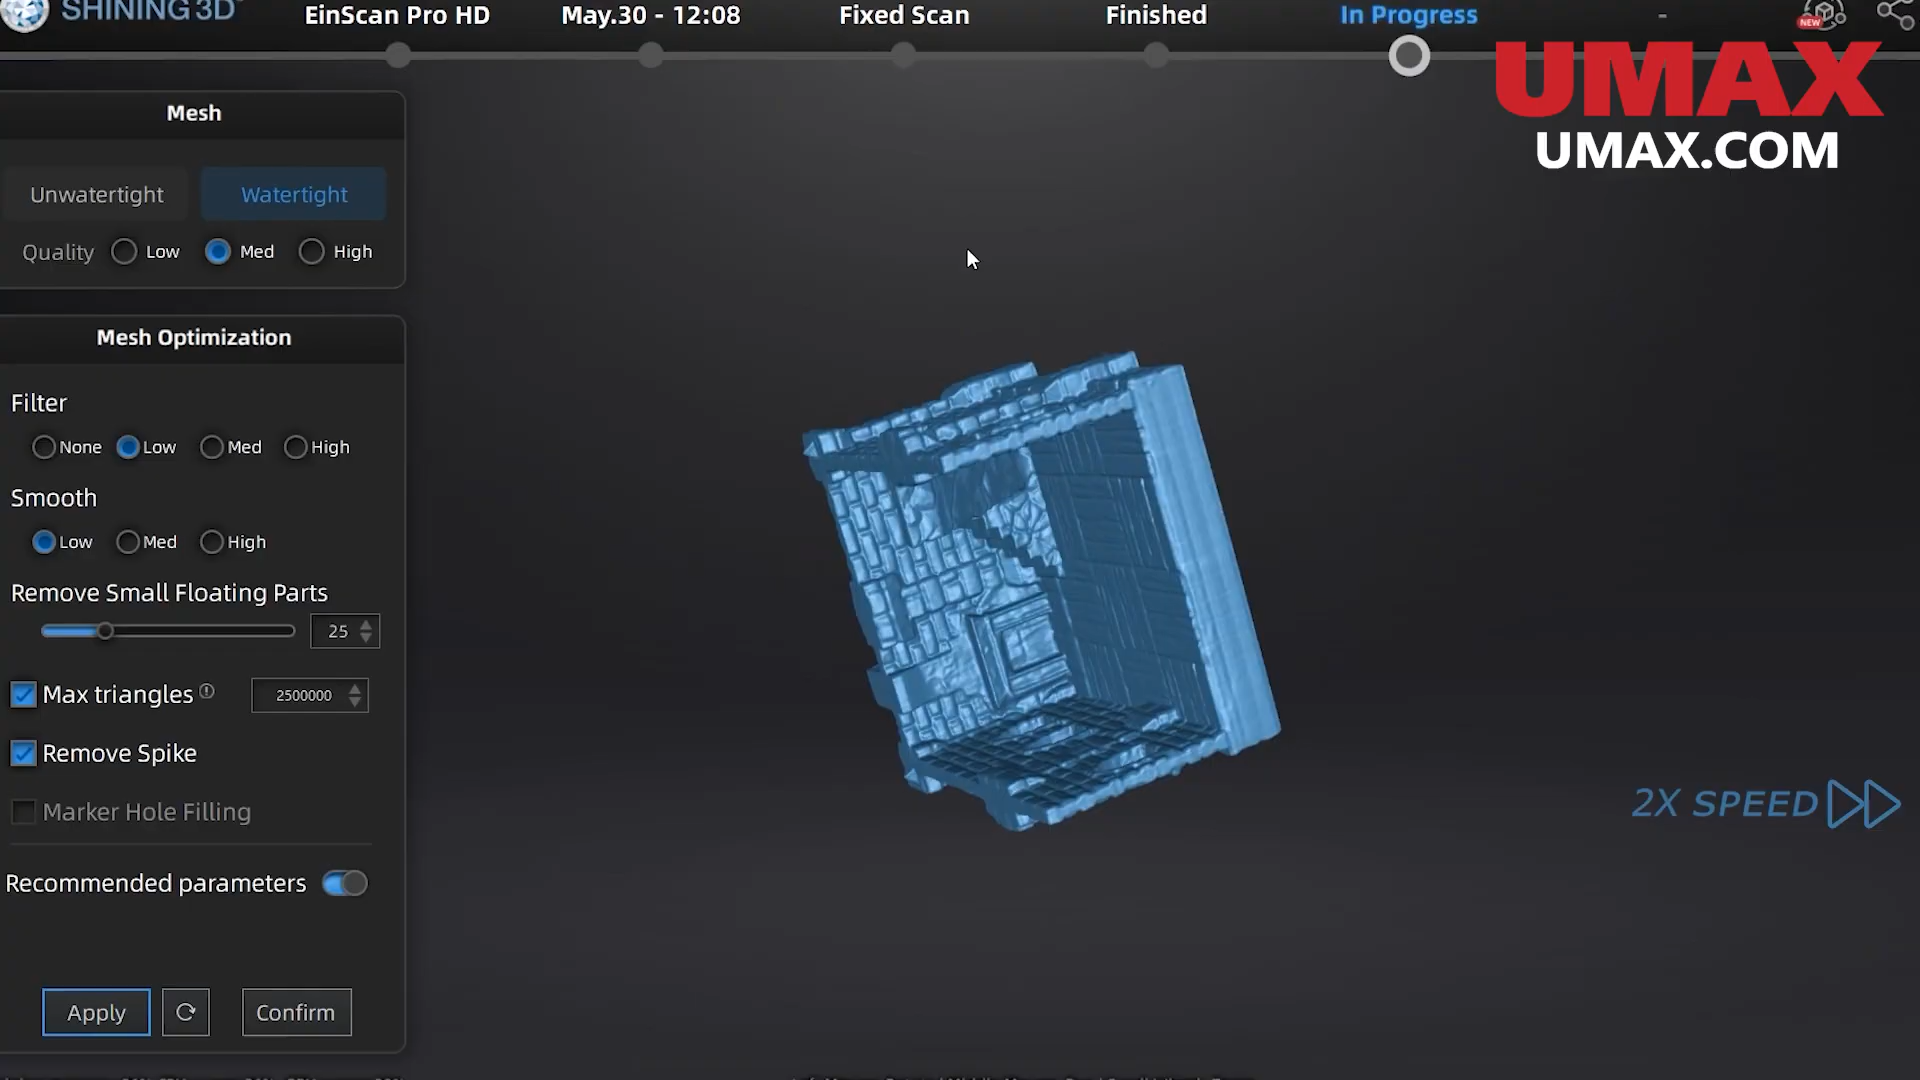 SHINING 3D
EinScan Pro HD
May.30 - 12:08
Fixed Scan
Finished
In Progress
-
NEW
UMAX
UMAX.COM
Mesh
Unwatertight
Watertight
Quality Low Med High
Mesh Optimization
Filter
None Low Med High
Smooth
Low Med High
Remove Small Floating Parts
25
Max triangles 2500000
Remove Spike
Marker Hole Filling
2X SPEED
Recommended parameters
Apply
Confirm